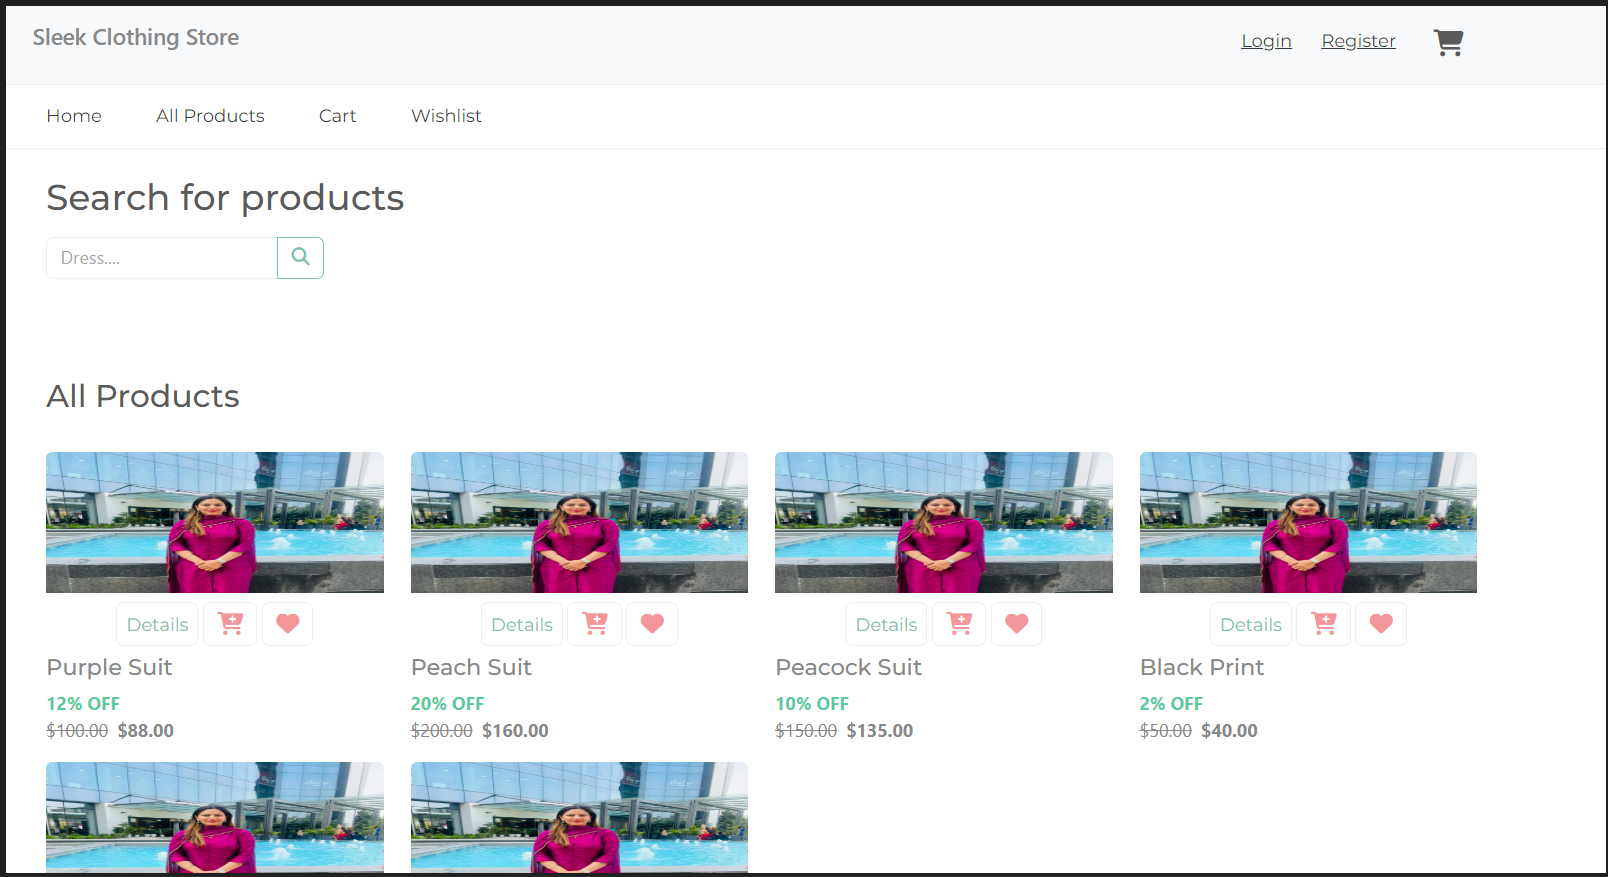 Sleek Clothing Store
Login Register
Home All Products Cart Wishlist
Search for products
Dress....
All Products
Details Details Details Details
Purple Suit Peach Suit Peacock Suit Black Print
12% OFF 20% OFF 10% OFF 2% OFF
$100.00 $88.00 $200.00 $160.00 $150.00 $135.00 $50.00 $40.00